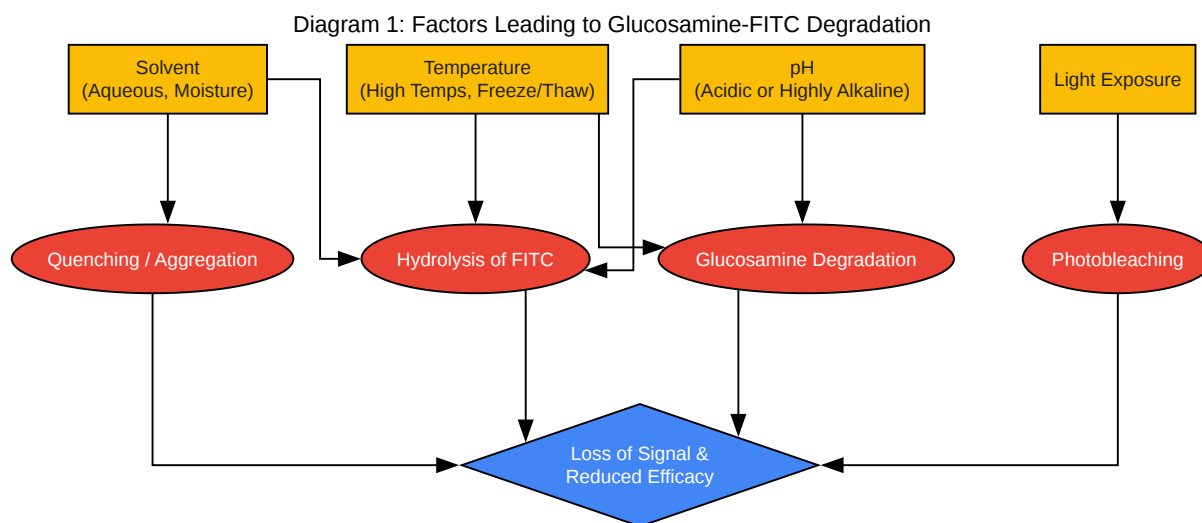 Diagram 1: Factors Leading to Glucosamine-FITC Degradation
Solvent
(Aqueous, Moisture)
Temperature
(High Temps, Freeze/Thaw)
pH
(Acidic or Highly Alkaline)
Light Exposure
Quenching / Aggregation
Hydrolysis of FITC
Glucosamine Degradation
Photobleaching
Loss of Signal &
Reduced Efficacy